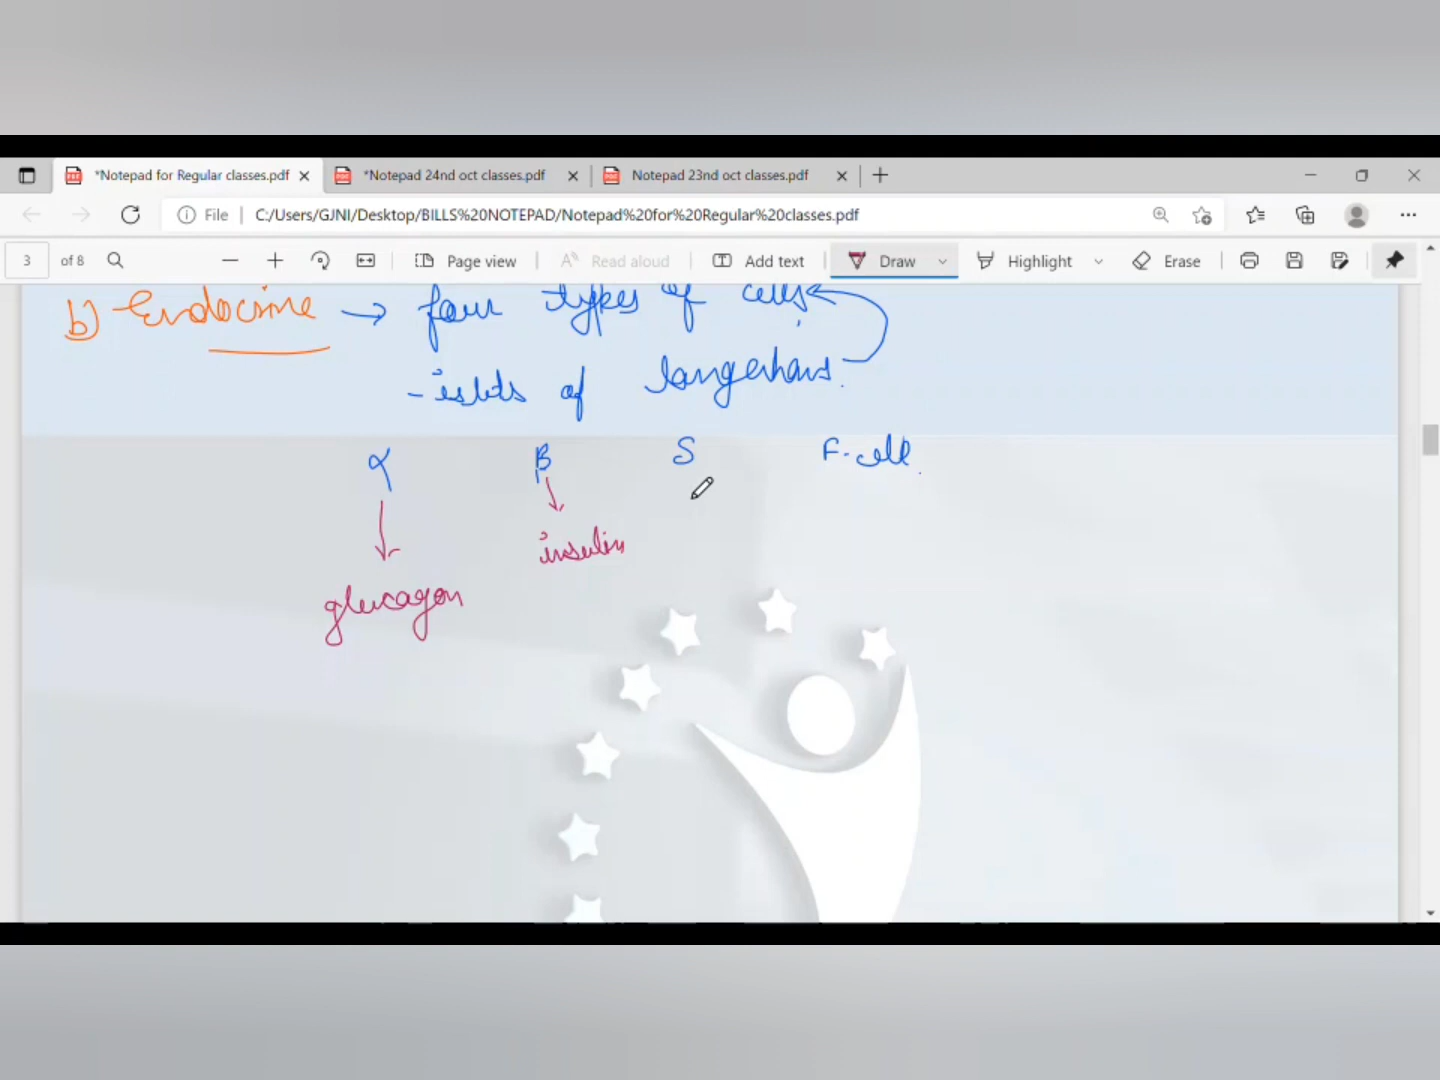 *Notepad for Regular classes.pdf *Notepad 24nd oct classes.pdf Notepad 23nd oct classes.pdf
File C:/Users/GJNI/Desktop/BILLS%20NOTEPAD/Notepad%20for%20Regular%20classes.pdf
3 of 8 Page view Read aloud Add text Draw Highlight Erase
b) Endocrine → four types of cells
- islets of langerhans.
α β S F-cell
glucagon insulin